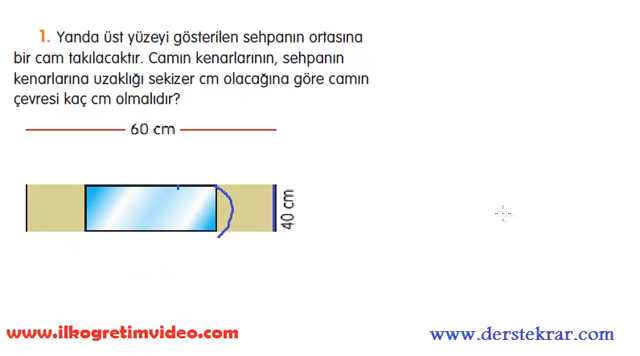 1. Yanda üst yüzeyi gösterilen sehpanın ortasına
bir cam takılacaktır. Camın kenarlarının, sehpanın
kenarlarına uzaklığı sekizer cm olacağına göre camın
çevresi kaç cm olmalıdır?
60 cm
40 cm
www.ilkogretimvideo.com
www.derstekrar.com